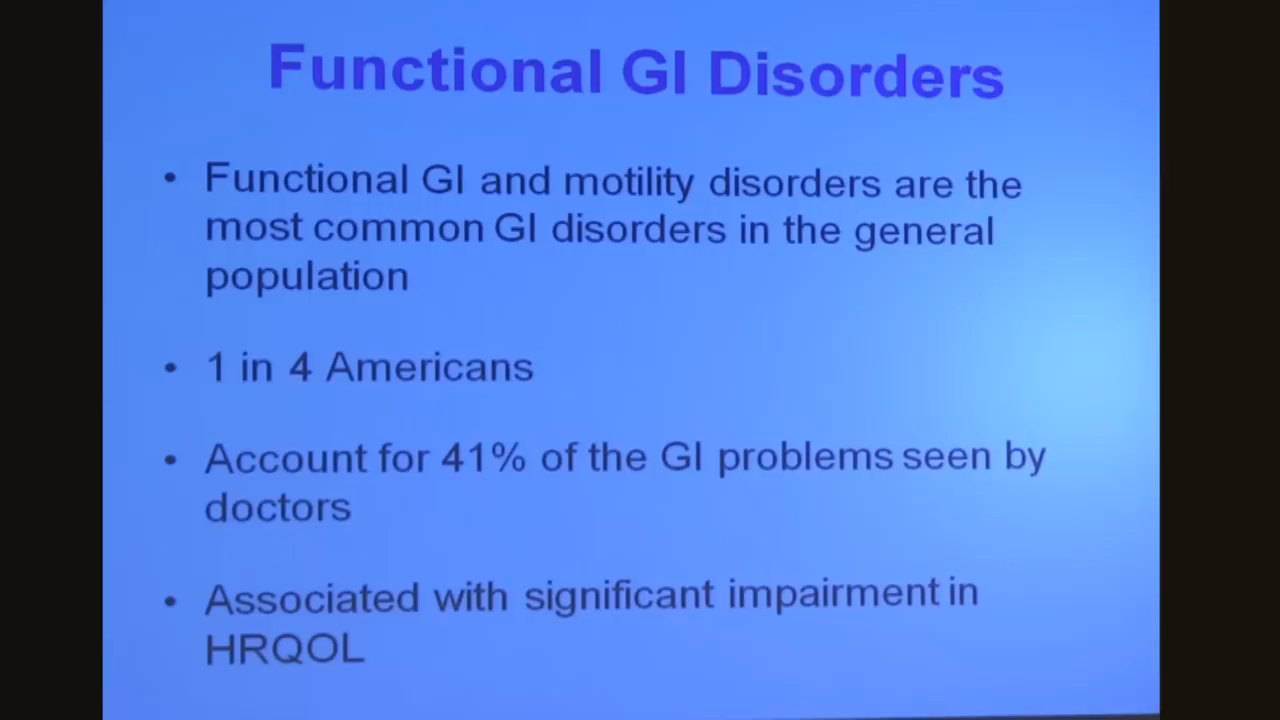 Functional GI Disorders
• Functional GI and motility disorders are the
most common GI disorders in the general
population
• 1 in 4 Americans
• Account for 41% of the GI problems seen by
doctors
• Associated with significant impairment in
HRQOL